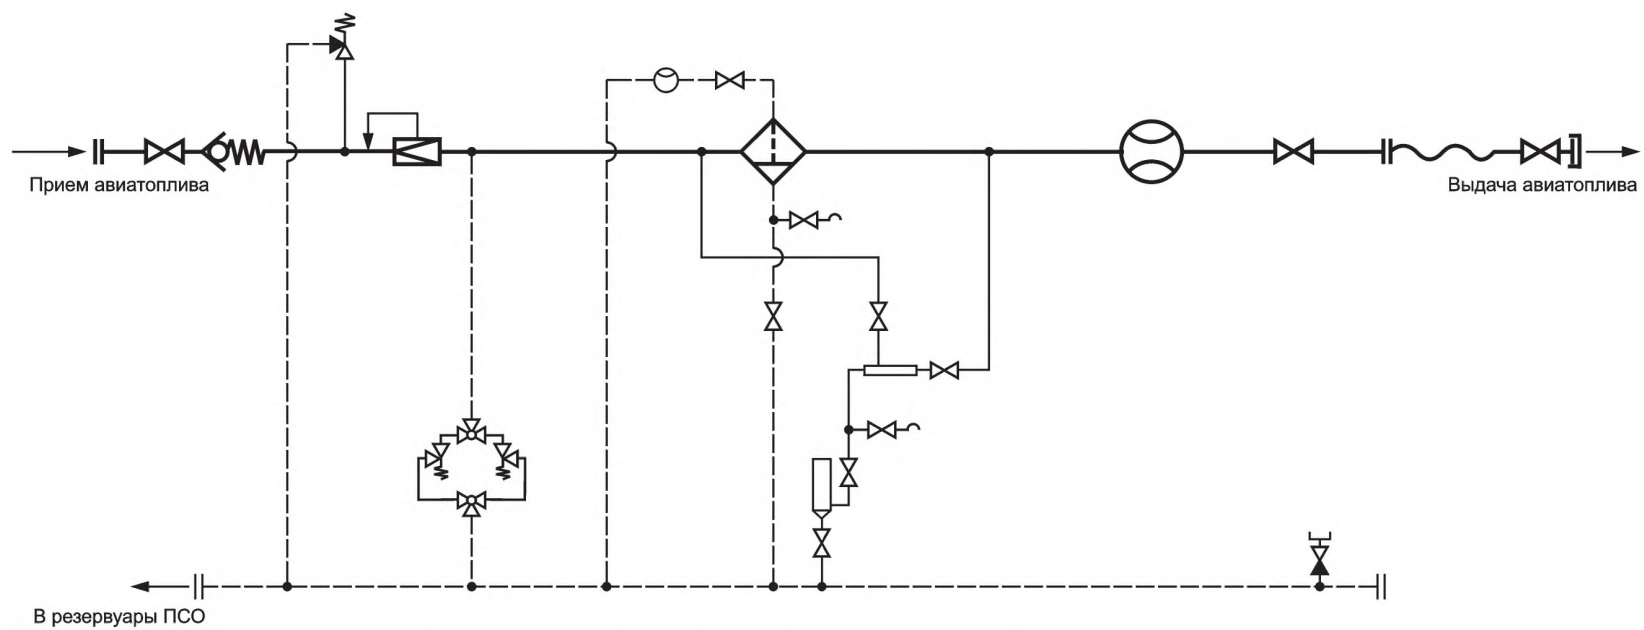 Прием авиатоплива
Выдача авиатоплива
В резервуары ПСО